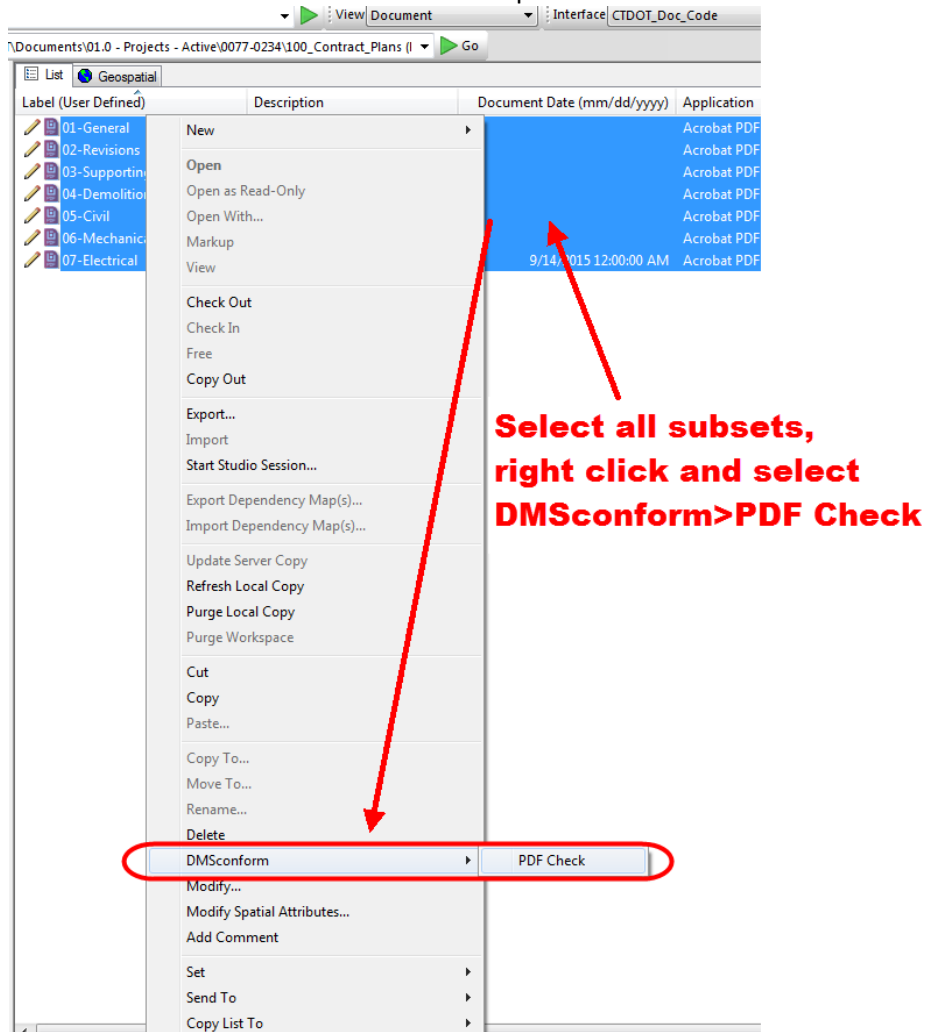 View Document Interface CTDOT_Doc_Code
\Documents\01.0 - Projects - Active\0077-0234\100_Contract_Plans (I Go
List Geospatial
Label (User Defined) Description Document Date (mm/dd/yyyy) Application
01-General Acrobat PDF
02-Revisions Acrobat PDF
03-Supporting Acrobat PDF
04-Demolition Acrobat PDF
05-Civil Acrobat PDF
06-Mechanica Acrobat PDF
07-Electrical 9/14/2015 12:00:00 AM Acrobat PDF
New
Open
Open as Read-Only
Open With...
Markup
View
Check Out
Check In
Free
Copy Out
Export...
Import
Start Studio Session...
Export Dependency Map(s)...
Import Dependency Map(s)...
Update Server Copy
Refresh Local Copy
Purge Local Copy
Purge Workspace
Cut
Copy
Paste...
Copy To...
Move To...
Rename...
Delete
DMSconform PDF Check
Modify...
Modify Spatial Attributes...
Add Comment
Set
Send To
Copy List To
Select all subsets,
right click and select
DMSconform>PDF Check